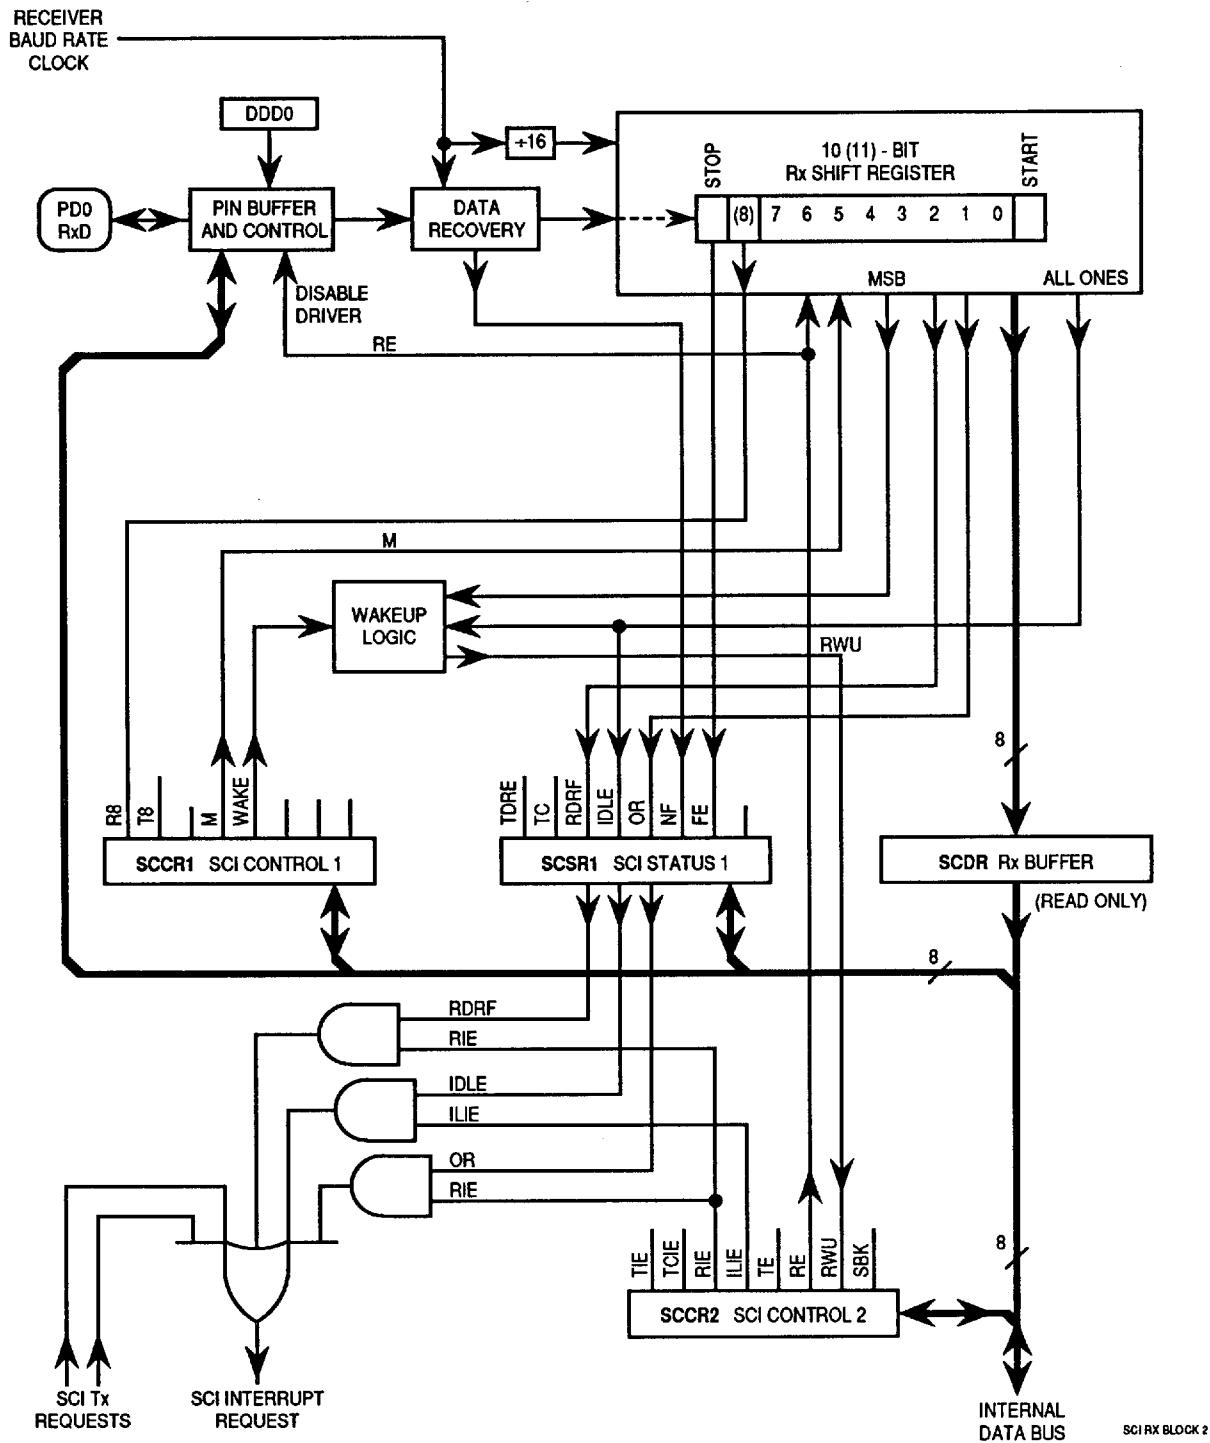 RECEIVER
BAUD RATE
CLOCK
DDD0
÷16
10 (11) - BIT
Rx SHIFT REGISTER
STOP
START
(8) 7 6 5 4 3 2 1 0
PD0
RxD
PIN BUFFER
AND CONTROL
DATA
RECOVERY
MSB
ALL ONES
DISABLE
DRIVER
RE
M
WAKEUP
LOGIC
RWU
8
R8
T8
M
WAKE
TDRE
TC
RDRF
IDLE
OR
NF
FE
SCCR1 SCI CONTROL 1
SCSR1 SCI STATUS 1
SCDR Rx BUFFER
(READ ONLY)
8
RDRF
RIE
IDLE
ILIE
OR
RIE
8
TIE
TCIE
RIE
ILIE
TE
RE
RWU
SBK
SCCR2 SCI CONTROL 2
SCI Tx
REQUESTS
SCI INTERRUPT
REQUEST
INTERNAL
DATA BUS
SCI RX BLOCK 2